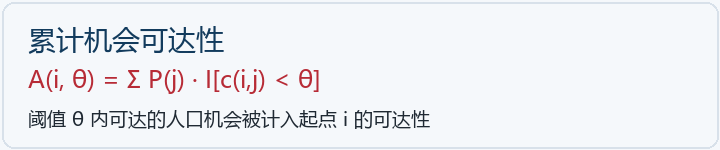 累计机会可达性
A(i, θ) = Σ P(j) · I[c(i,j) < θ]
阈值 θ 内可达的人口机会被计入起点 i 的可达性